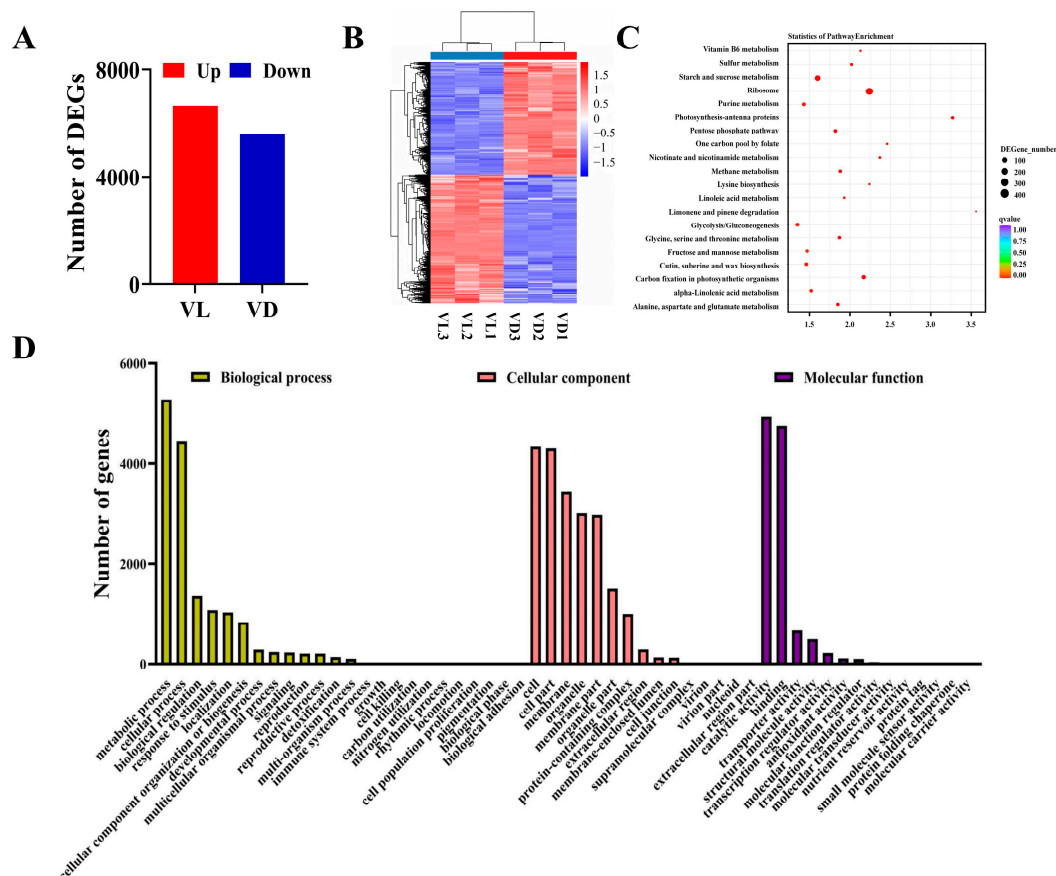 A
Number of DEGs
8000
4000
0
Up
Down
VL
VD
B
1.5
1
0.5
0
−0.5
−1
−1.5
VL3
VL2
VL1
VD3
VD2
VD1
C
Statistics of PathwayEnrichment
Vitamin B6 metabolism
Sulfur metabolism
Starch and sucrose metabolism
Ribosome
Purine metabolism
Photosynthesis-antenna proteins
Pentose phosphate pathway
One carbon pool by folate
Nicotinate and nicotinamide metabolism
Methane metabolism
Lysine biosynthesis
Linoleic acid metabolism
Limonene and pinene degradation
Glycolysis/Gluconeogenesis
Glycine, serine and threonine metabolism
Fructose and mannose metabolism
Cutin, suberine and wax biosynthesis
Carbon fixation in photosynthetic organisms
alpha-Linolenic acid metabolism
Alanine, aspartate and glutamate metabolism
1.5
2.0
2.5
3.0
3.5
DEGene_number
100
200
300
400
qvalue
1.00
0.75
0.50
0.25
0.00
D
Number of genes
6000
4000
2000
0
Biological process
Cellular component
Molecular function
metabolic process
cellular process
biological regulation
response to stimulus
localization
cellular component organization or biogenesis
developmental process
multicellular organismal process
signaling
reproduction
reproductive process
detoxification
multi-organism process
immune system process
growth
cell killing
carbon utilization
nitrogen utilization
rhythmic process
locomotion
cell population proliferation
pigmentation
biological phase
biological adhesion
cell
cell part
membrane
organelle
membrane part
organelle part
protein-containing complex
extracellular region
membrane-enclosed lumen
cell junction
supramolecular complex
virion
virion part
nucleoid
extracellular region part
catalytic activity
binding
transporter activity
structural molecule activity
transcription regulator activity
antioxidant activity
molecular function regulator
translation regulator activity
molecular transducer activity
nutrient reservoir activity
protein tag
small molecule sensor activity
protein folding chaperone
molecular carrier activity